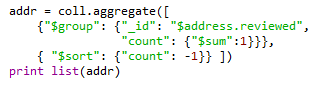 addr = coll.aggregate([
    {"$group": {"_id": "$address.reviewed",
                "count": {"$sum":1}}},
    { "$sort": {"count": -1}} ])
print list(addr)